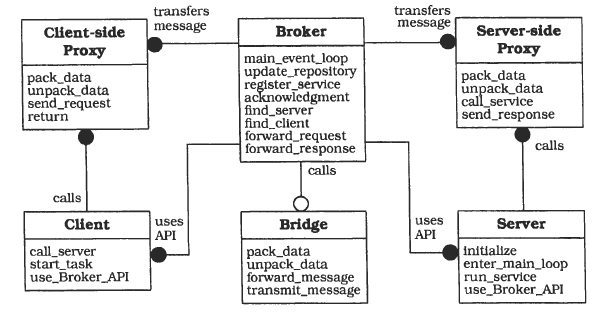 transfers
message
Client-side
Proxy
pack_data
unpack_data
send_request
return
Broker
main_event_loop
update_repository
register_service
acknowledgment
find_server
find_client
forward_request
forward_response
transfers
message
Server-side
Proxy
pack_data
unpack_data
call_service
send_response
calls
calls
calls
uses
API
uses
API
Client
call_server
start_task
use_Broker_API
Bridge
pack_data
unpack_data
forward_message
transmit_message
Server
initialize
enter_main_loop
run_service
use_Broker_API